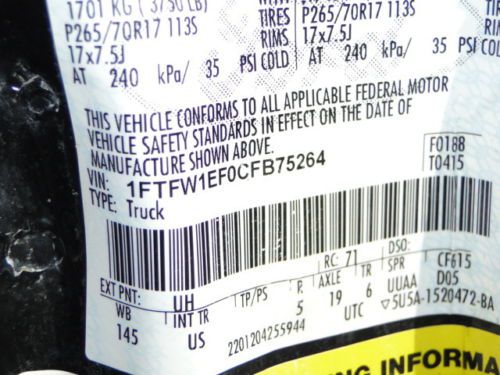 1701 KG ( 3750 LB)
P265/70R17 113S
17x7.5J
AT 240 kPa/ 35 PSI COLD
TIRES P265/70R17 113S
RIMS 17x7.5J
AT 240 kPa/ 35
THIS VEHICLE CONFORMS TO ALL APPLICABLE FEDERAL MOTOR
VEHICLE SAFETY STANDARDS IN EFFECT ON THE DATE OF
MANUFACTURE SHOWN ABOVE.
VIN: 1FTFW1EF0CFB75264
TYPE: Truck
F0188
T0415
EXT PNT: UH
RC: 71
DSO:
WB
INT TR
TP/PS
R
AXLE
TR
SPR
CF615
145
US
5
19
6
UUAA
D05
2201204255944
UTC
▽5U5A-1520472-BA
ING INFORMA